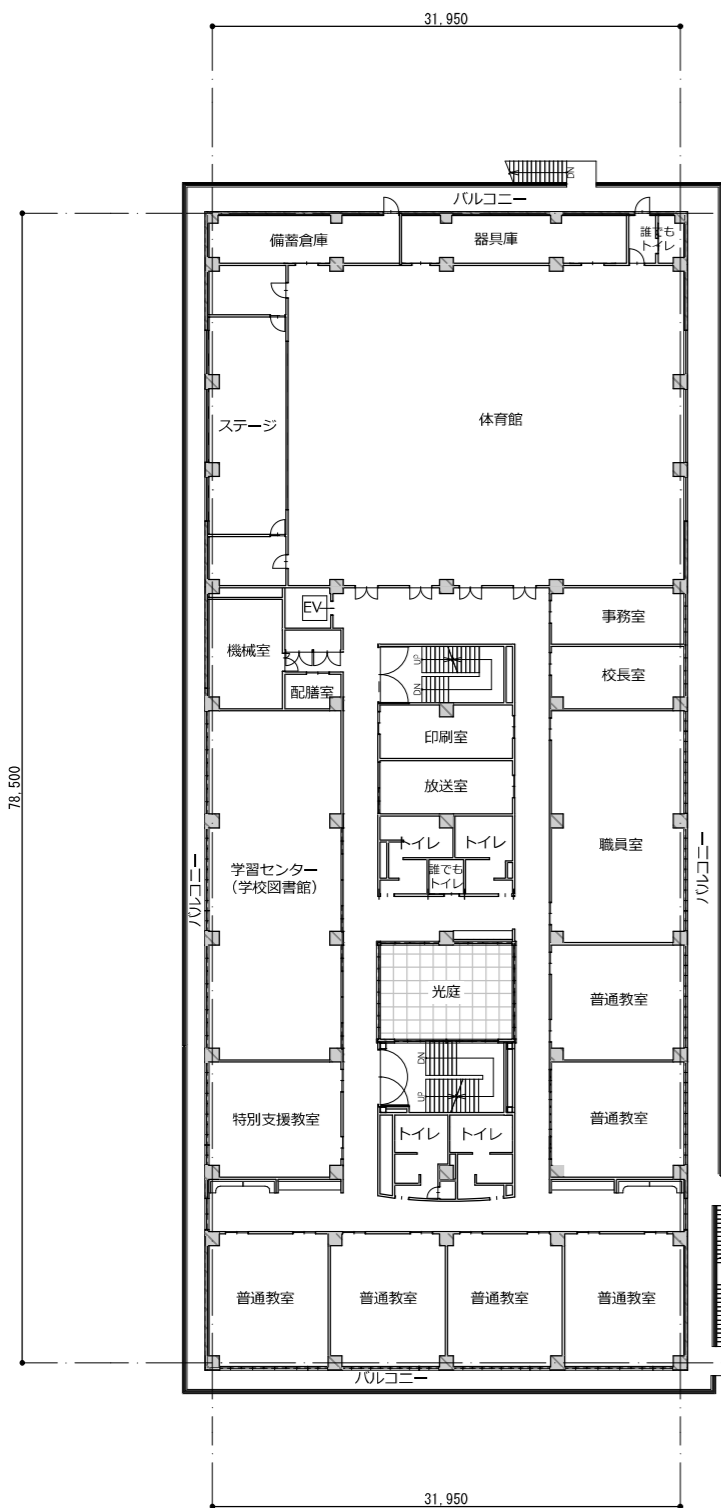 31,950
DN
バルコニー
備蓄倉庫
器具庫
誰でも
トイレ
ステージ
体育館
EV
事務室
機械室
UP
校長室
配膳室
DN
印刷室
78,500
放送室
トイレ
トイレ
職員室
学習センター
（学校図書館）
誰でも
トイレ
バルコニー
バルコニー
光庭
普通教室
DN
UP
特別支援教室
トイレ
トイレ
普通教室
普通教室
普通教室
普通教室
普通教室
バルコニー
31,950